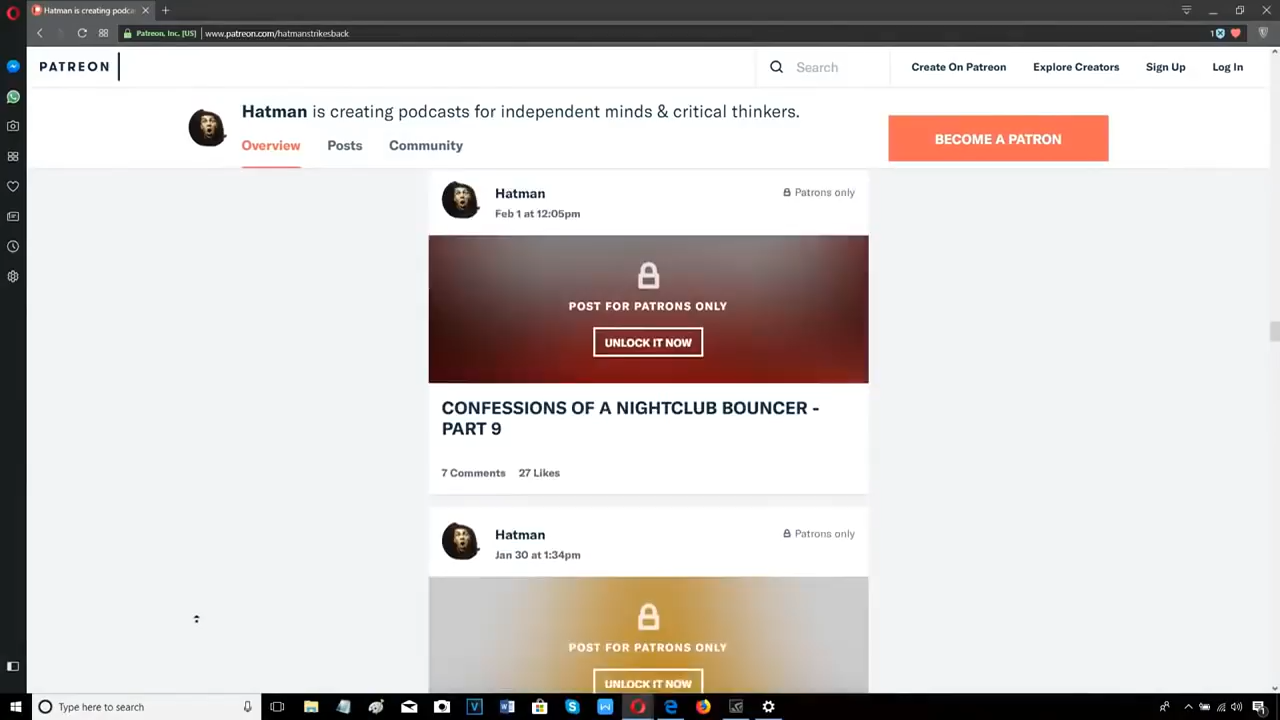 Hatman is creating podca
Patreon, Inc. [US] www.patreon.com/hatmanstrikesback
1
PATREON
Search
Create On Patreon
Explore Creators
Sign Up
Log In
Hatman is creating podcasts for independent minds & critical thinkers.
Overview
Posts
Community
BECOME A PATRON
Hatman
Feb 1 at 12:05pm
Patrons only
POST FOR PATRONS ONLY
UNLOCK IT NOW
CONFESSIONS OF A NIGHTCLUB BOUNCER -
PART 9
7 Comments 27 Likes
Hatman
Jan 30 at 1:34pm
Patrons only
POST FOR PATRONS ONLY
UNLOCK IT NOW
Type here to search